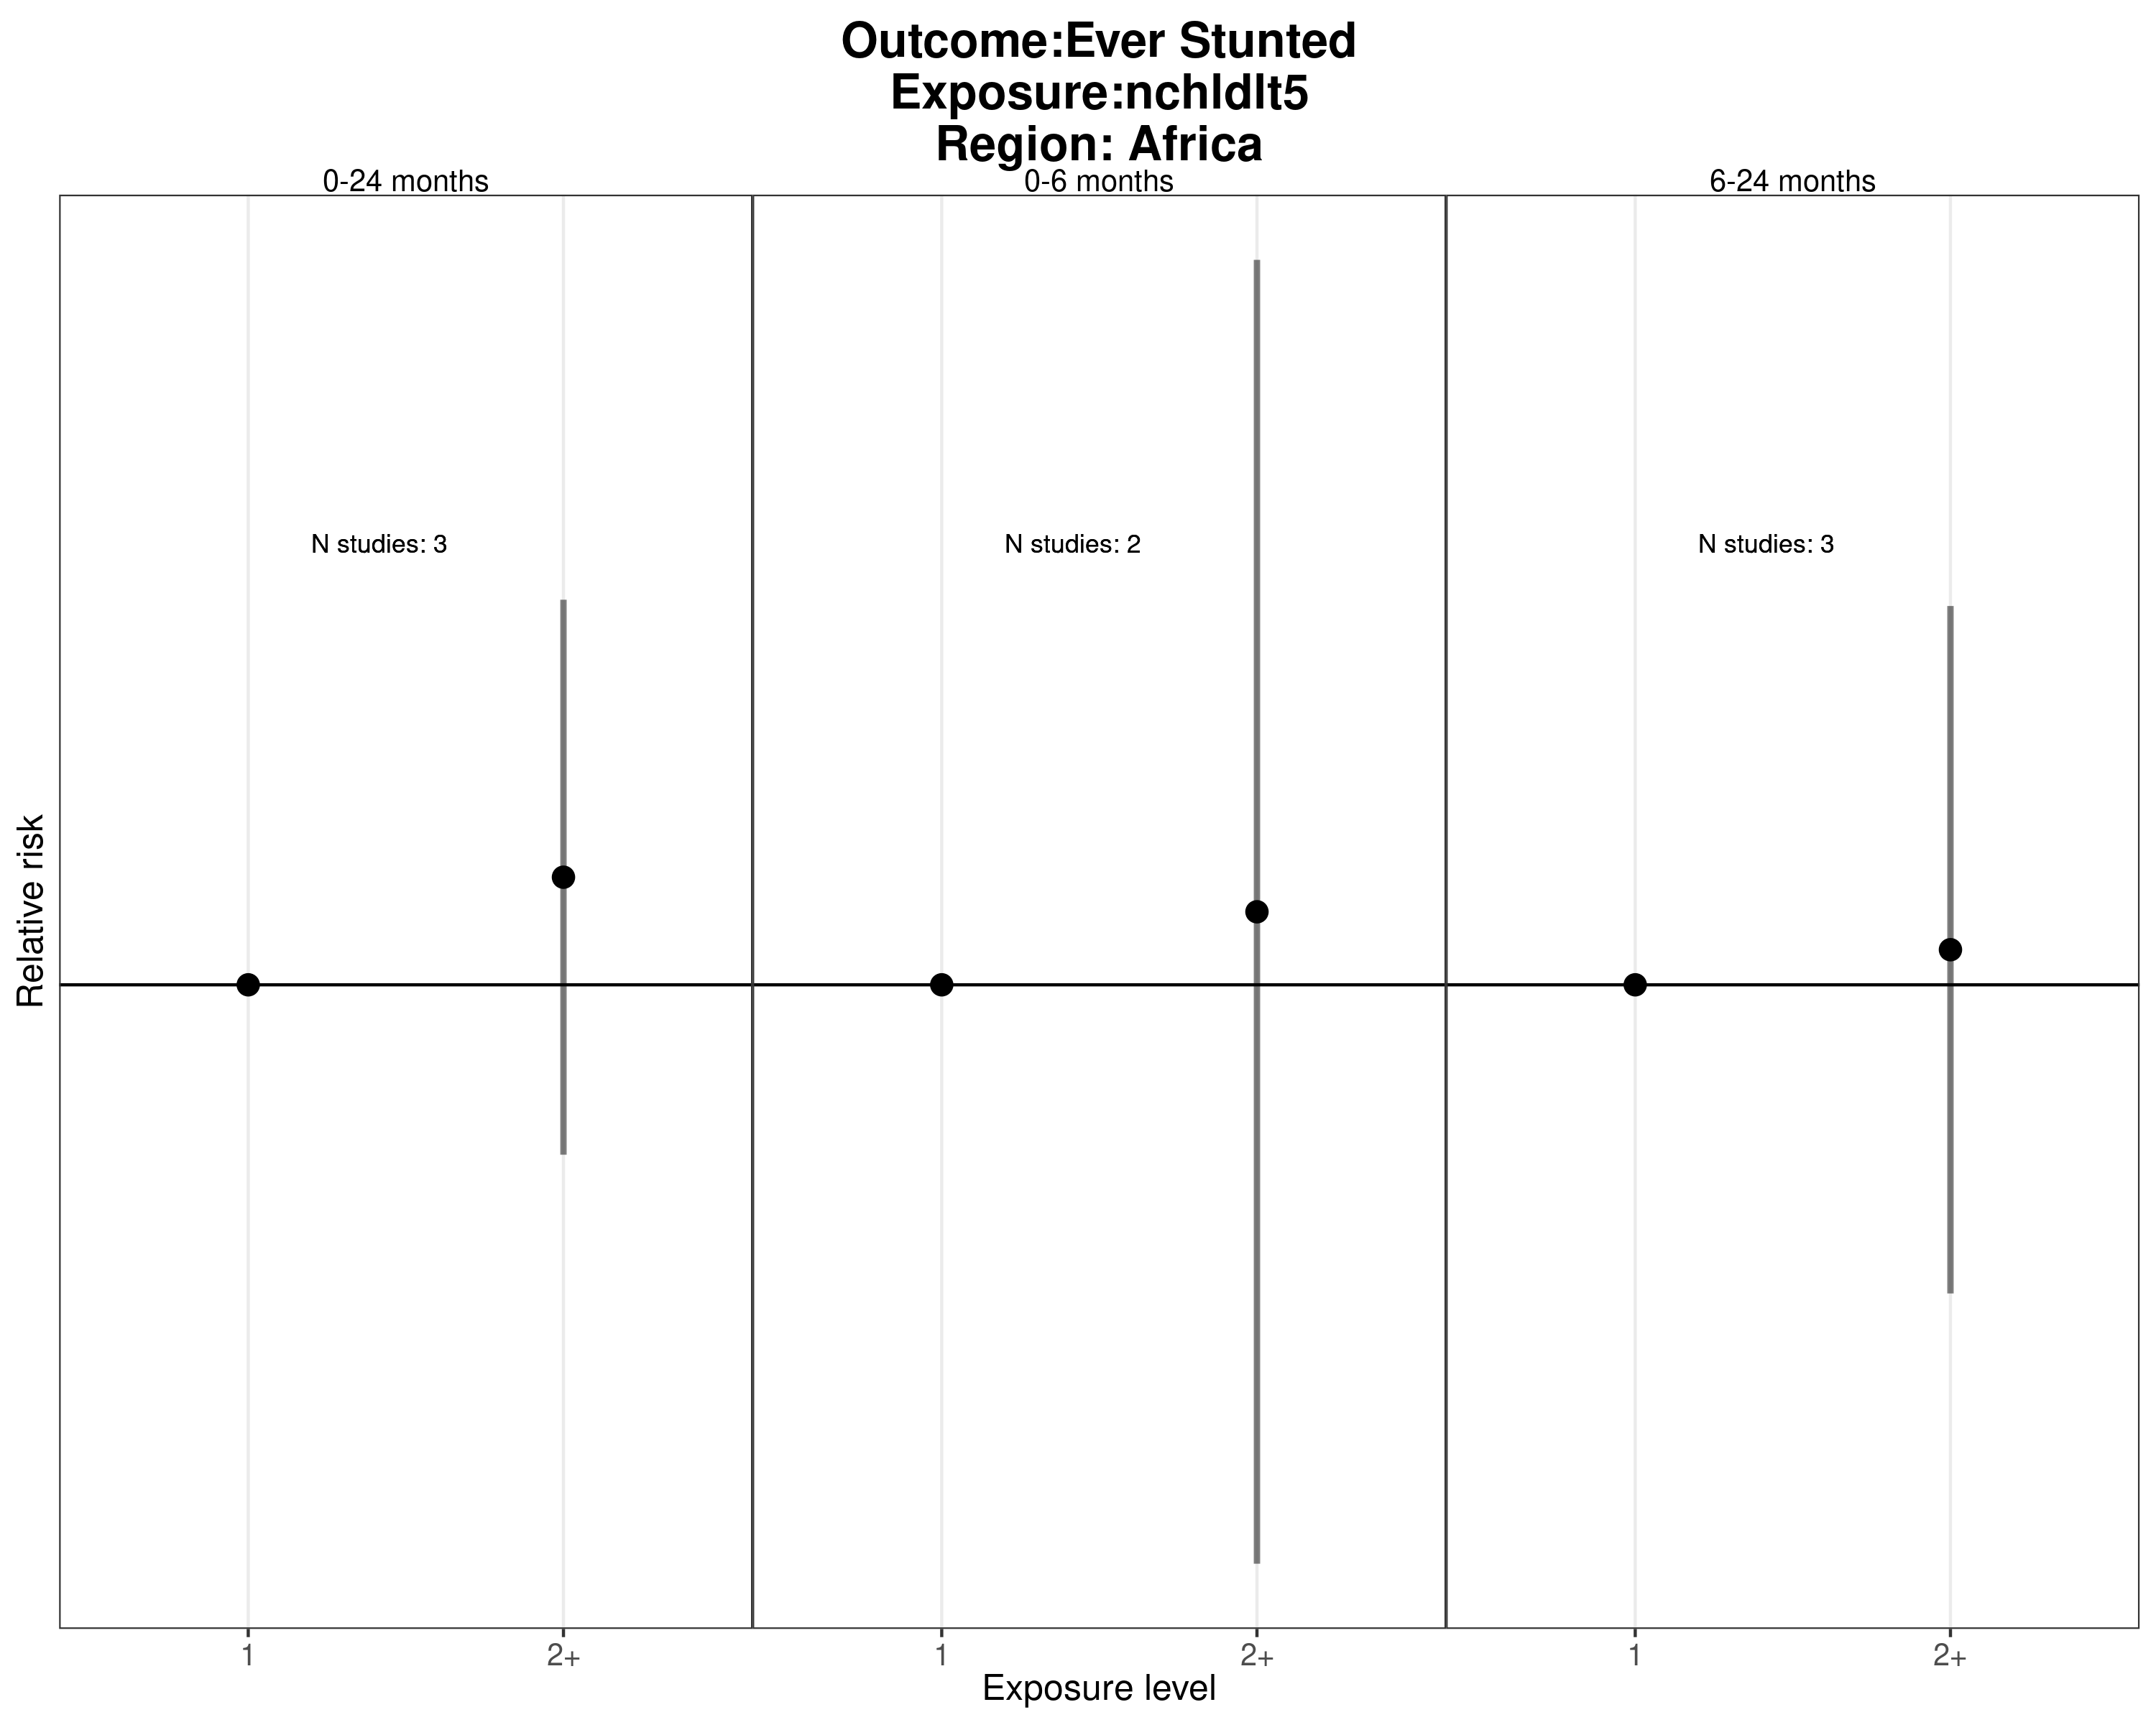 Outcome:Ever Stunted
Exposure:nchldlt5
Region: Africa
0-24 months
0-6 months
6-24 months
N studies: 3
N studies: 2
N studies: 3
Relative risk
1
2+
1
2+
1
2+
Exposure level